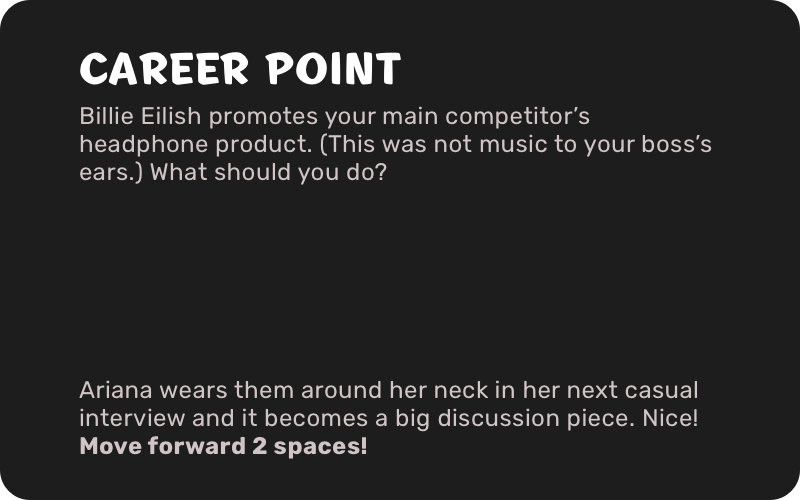 CAREER POINT
Billie Eilish promotes your main competitor’s
headphone product. (This was not music to your boss’s
ears.) What should you do?
Ariana wears them around her neck in her next casual
interview and it becomes a big discussion piece. Nice!
Move forward 2 spaces!